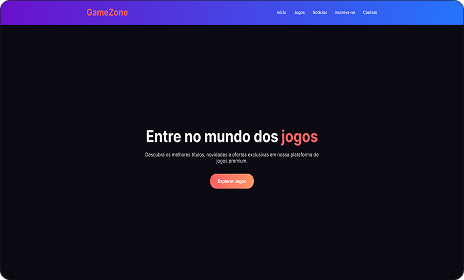 GameZone
Início Jogos Notícias Inscreva-se Contato
Entre no mundo dos jogos
Descubra os melhores títulos, novidades e ofertas exclusivas em nossa plataforma de
jogos premium.
Explorar Jogos